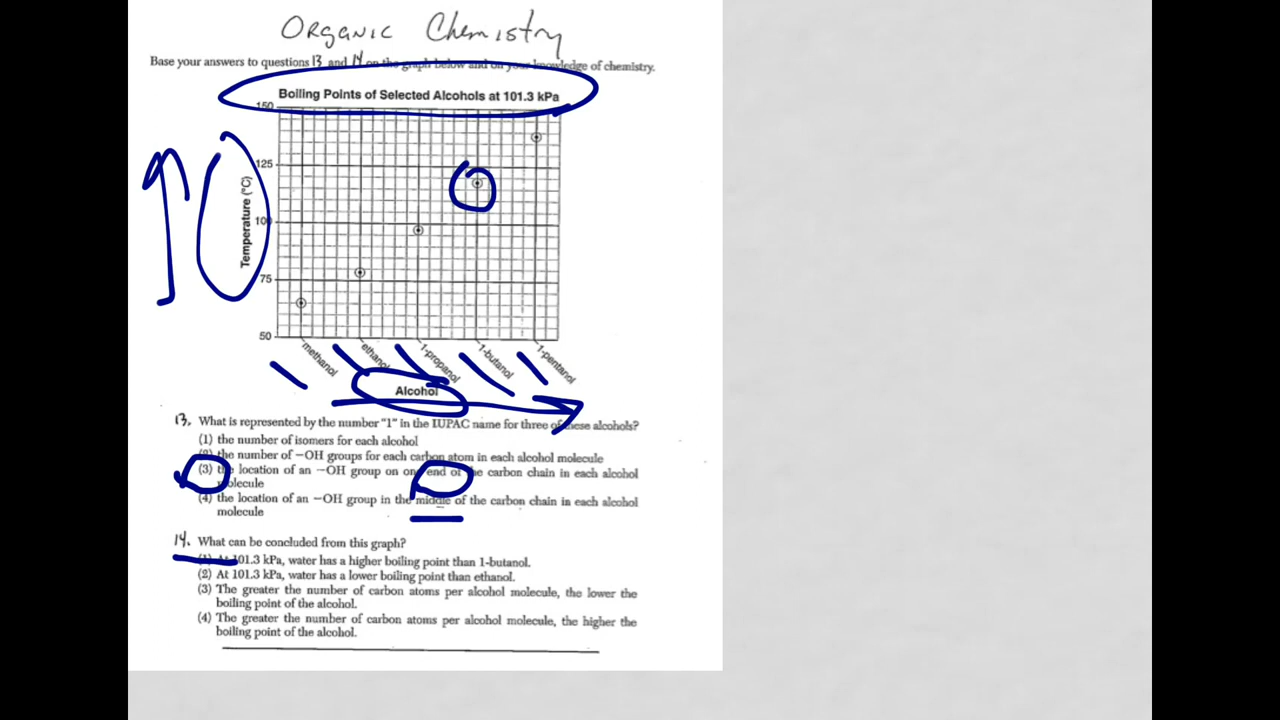 Organic Chemistry
Base your answers to questions 13 and 14 on the graph below and on your knowledge of chemistry.
Boiling Points of Selected Alcohols at 101.3 kPa
150
125
100
75
50
Temperature (°C)
methanol
ethanol
1-propanol
1-butanol
1-pentanol
Alcohol
13. What is represented by the number "1" in the IUPAC name for three of these alcohols?
(1) the number of isomers for each alcohol
(2) the number of −OH groups for each carbon atom in each alcohol molecule
(3) the location of an −OH group on one end of the carbon chain in each alcohol
molecule
(4) the location of an −OH group in the middle of the carbon chain in each alcohol
molecule
14. What can be concluded from this graph?
(1) At 101.3 kPa, water has a higher boiling point than 1-butanol.
(2) At 101.3 kPa, water has a lower boiling point than ethanol.
(3) The greater the number of carbon atoms per alcohol molecule, the lower the
boiling point of the alcohol.
(4) The greater the number of carbon atoms per alcohol molecule, the higher the
boiling point of the alcohol.